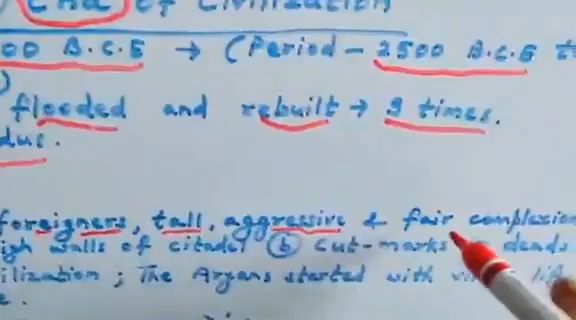 End of Civilization
00 B.C.E → (Period - 2500 B.C.E
)
flooded and rebuilt → 9 times.
due.
foreigners, tall, aggressive & fair complexion
igh walls of citadel (b) cut-marks deads
ilization ; The Aryans started with
e.